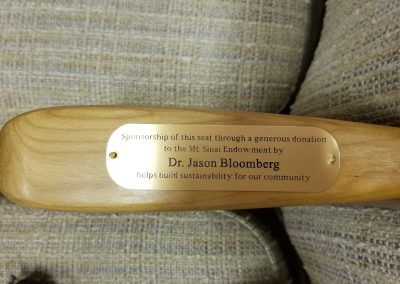 Sponsorship of this seat through a generous donation
to the Mt. Sinai Endowment by
Dr. Jason Bloomberg
helps build sustainability for our community